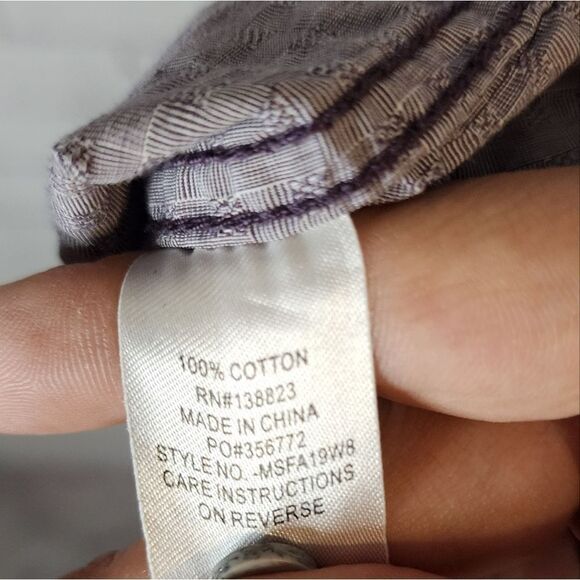 100% COTTON
RN#138823
MADE IN CHINA
PO#356772
STYLE NO. -MSFA19W8
CARE INSTRUCTIONS
ON REVERSE